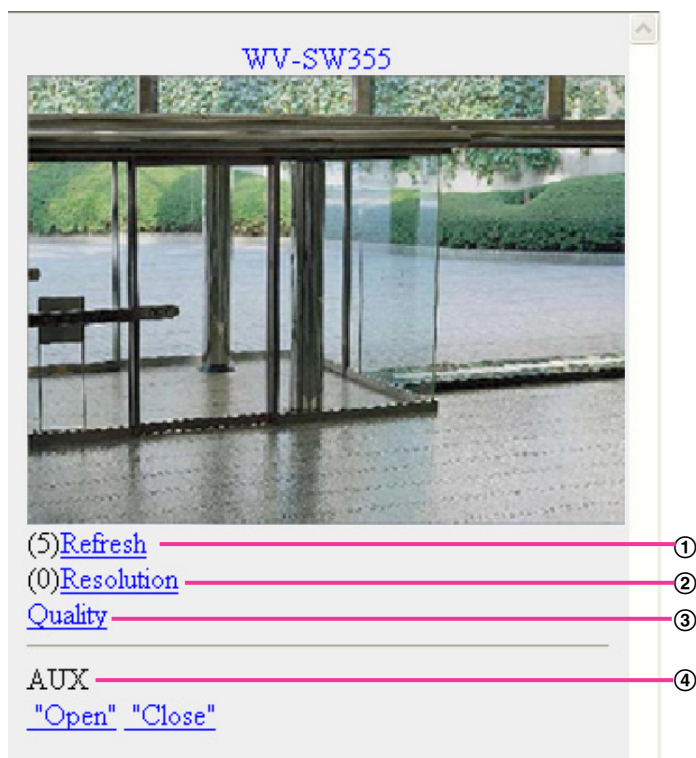 WV-SW355
(5)Refresh ①
(0)Resolution ②
Quality ③
AUX ④
"Open" "Close"